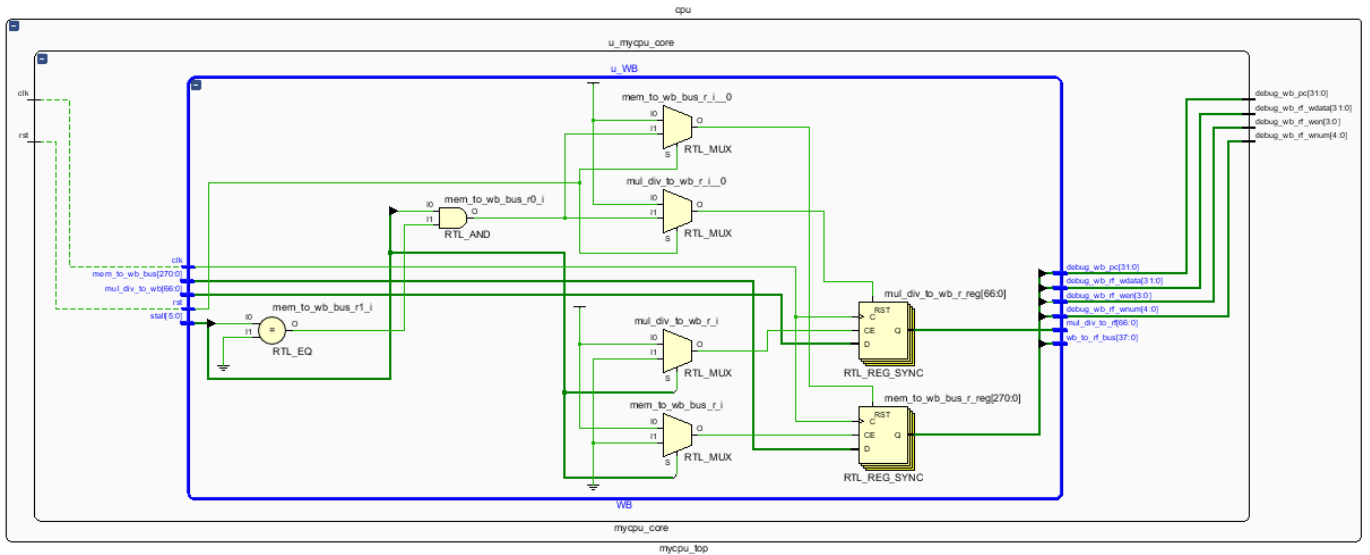 cpu
u_mycpu_core
u_WB
clk
rst
debug_wb_pc[31:0]
debug_wb_rf_wdata[31:0]
debug_wb_rf_wen[3:0]
debug_wb_rf_wnum[4:0]
mem_to_wb_bus_r_i__0
I0
I1
O
S
RTL_MUX
mul_div_to_wb_r_i__0
I0
I1
O
S
RTL_MUX
mem_to_wb_bus_r0_i
I0
I1
O
RTL_AND
clk
mem_to_wb_bus[270:0]
mul_div_to_wb[66:0]
rst
stall[5:0]
mem_to_wb_bus_r1_i
I0
I1
=
O
RTL_EQ
mul_div_to_wb_r_i
I0
I1
O
S
RTL_MUX
mem_to_wb_bus_r_i
I0
I1
O
S
RTL_MUX
mul_div_to_wb_r_reg[66:0]
RST
C
CE
Q
D
RTL_REG_SYNC
mem_to_wb_bus_r_reg[270:0]
RST
C
CE
Q
D
RTL_REG_SYNC
debug_wb_pc[31:0]
debug_wb_rf_wdata[31:0]
debug_wb_rf_wen[3:0]
debug_wb_rf_wnum[4:0]
mul_div_to_rf[66:0]
wb_to_rf_bus[37:0]
WB
mycpu_core
mycpu_top